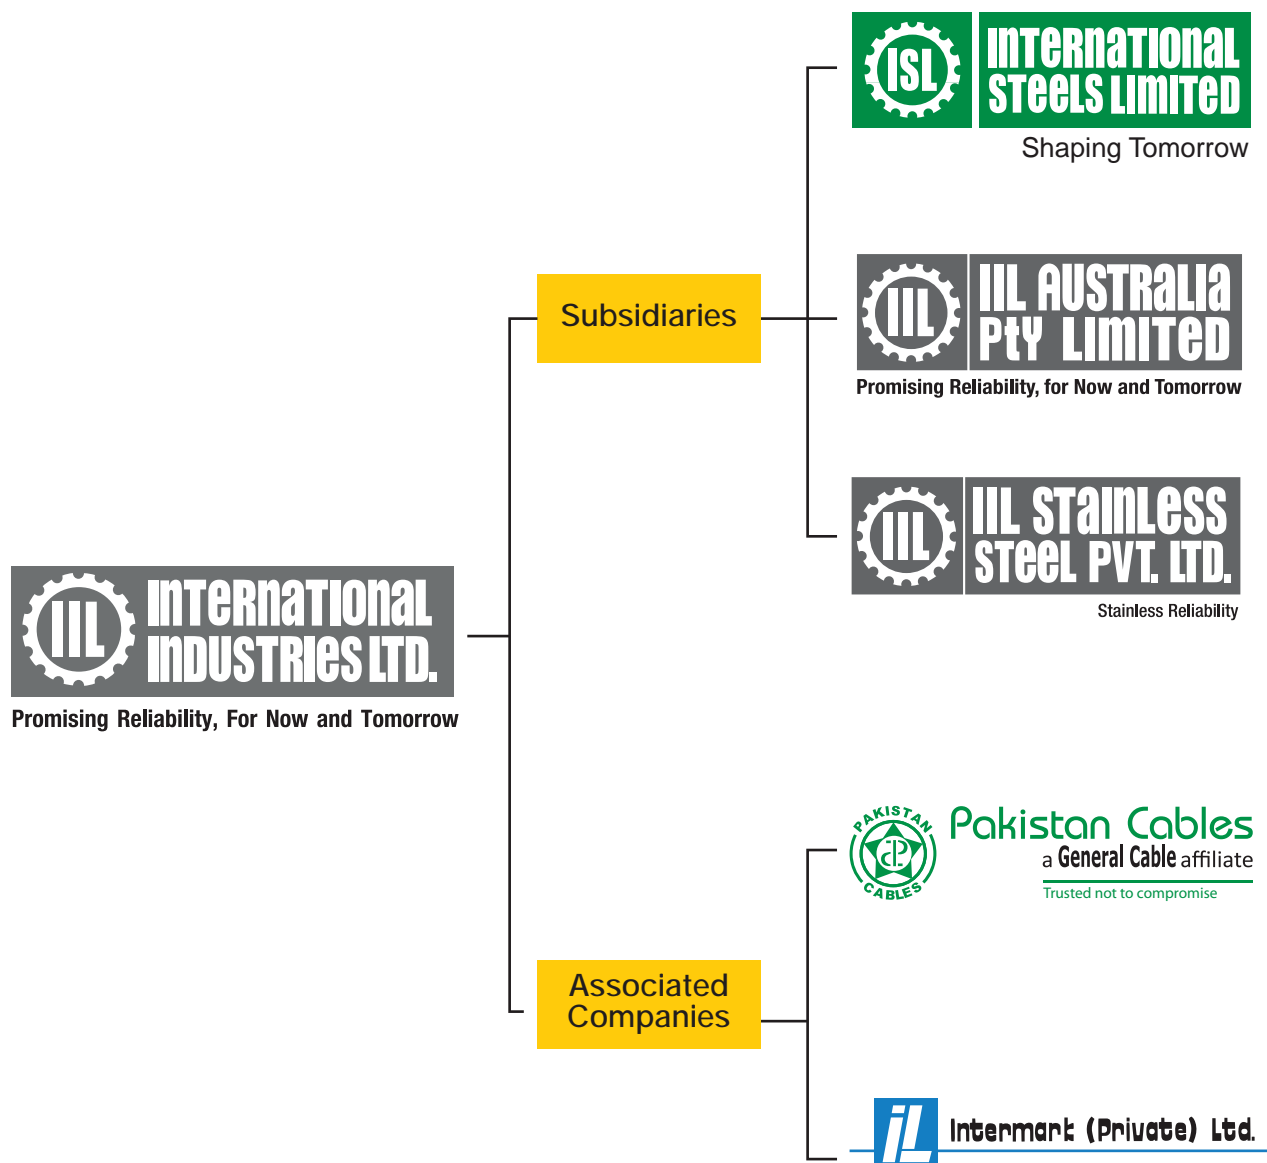 ISL
INTERNATIONAL
STEELS LIMITED
Shaping Tomorrow
Subsidiaries
IIL
IIL AUSTRALIA
PtY LIMITED
Promising Reliability, for Now and Tomorrow
IIL
IIL STAINLESS
STEEL PVT. LTD.
Stainless Reliability
IIL
INTERNATIONAL
INDUSTRIES LTD.
Promising Reliability, For Now and Tomorrow
PAKISTAN
CABLES
Pakistan Cables
a General Cable affiliate
Trusted not to compromise
Associated
Companies
iL
Intermark (Private) Ltd.